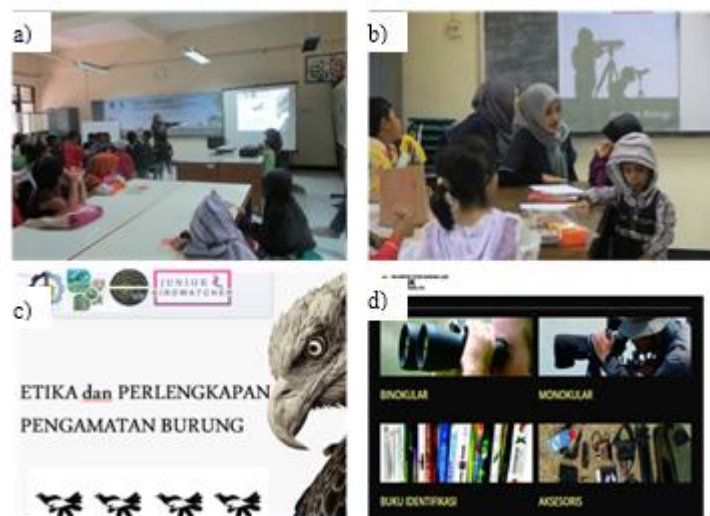 a)
b)
c)
JUNIOR
BIRDWATCHER
ETIKA dan PERLENGKAPAN
PENGAMATAN BURUNG
d)
BINOKULAR
MONOKULAR
BUKU IDENTIFIKASI
AKSESORIS